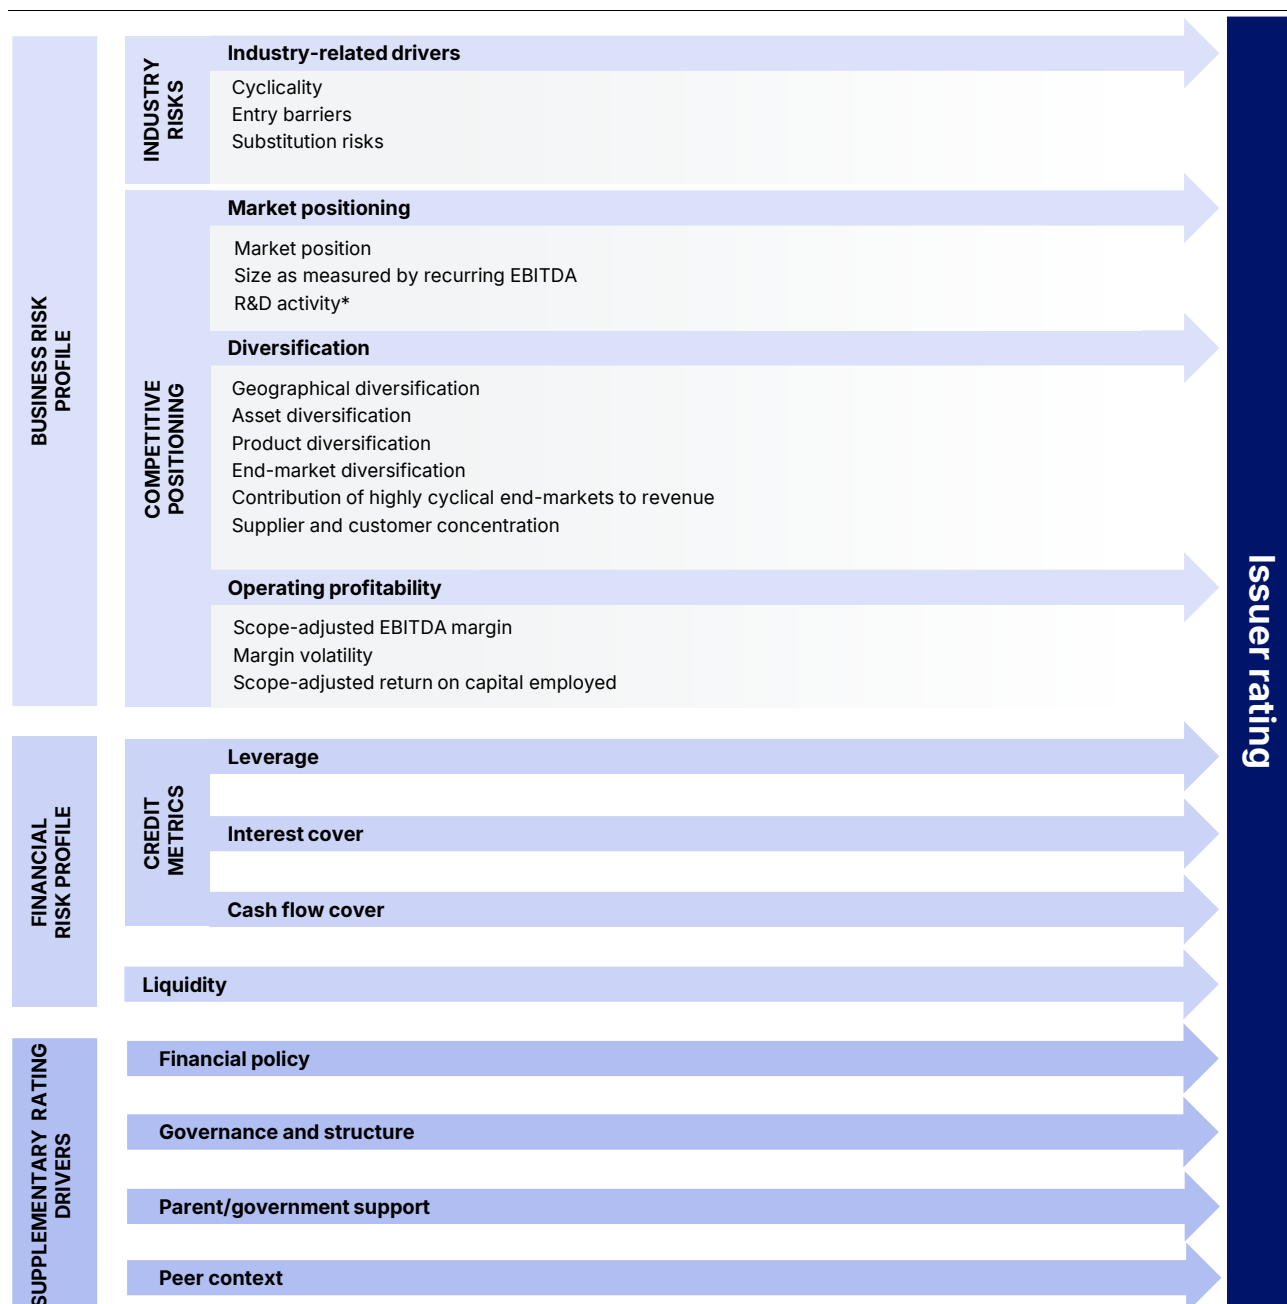 BUSINESS RISK
PROFILE
INDUSTRY
RISKS
Industry-related drivers
Cyclicality
Entry barriers
Substitution risks
COMPETITIVE
POSITIONING
Market positioning
Market position
Size as measured by recurring EBITDA
R&D activity*
Diversification
Geographical diversification
Asset diversification
Product diversification
End-market diversification
Contribution of highly cyclical end-markets to revenue
Supplier and customer concentration
Operating profitability
Scope-adjusted EBITDA margin
Margin volatility
Scope-adjusted return on capital employed
FINANCIAL
RISK PROFILE
CREDIT
METRICS
Leverage
Interest cover
Cash flow cover
Liquidity
SUPPLEMENTARY RATING
DRIVERS
Financial policy
Governance and structure
Parent/government support
Peer context
Issuer rating